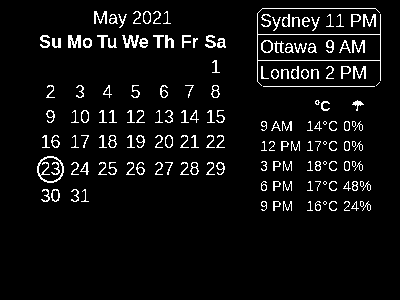 May 2021
Su Mo Tu We Th Fr Sa
1
2 3 4 5 6 7 8
9 10 11 12 13 14 15
16 17 18 19 20 21 22
23 24 25 26 27 28 29
30 31
Sydney 11 PM
Ottawa 9 AM
London 2 PM
°C ☂
9 AM 14°C 0%
12 PM 17°C 0%
3 PM 18°C 0%
6 PM 17°C 48%
9 PM 16°C 24%